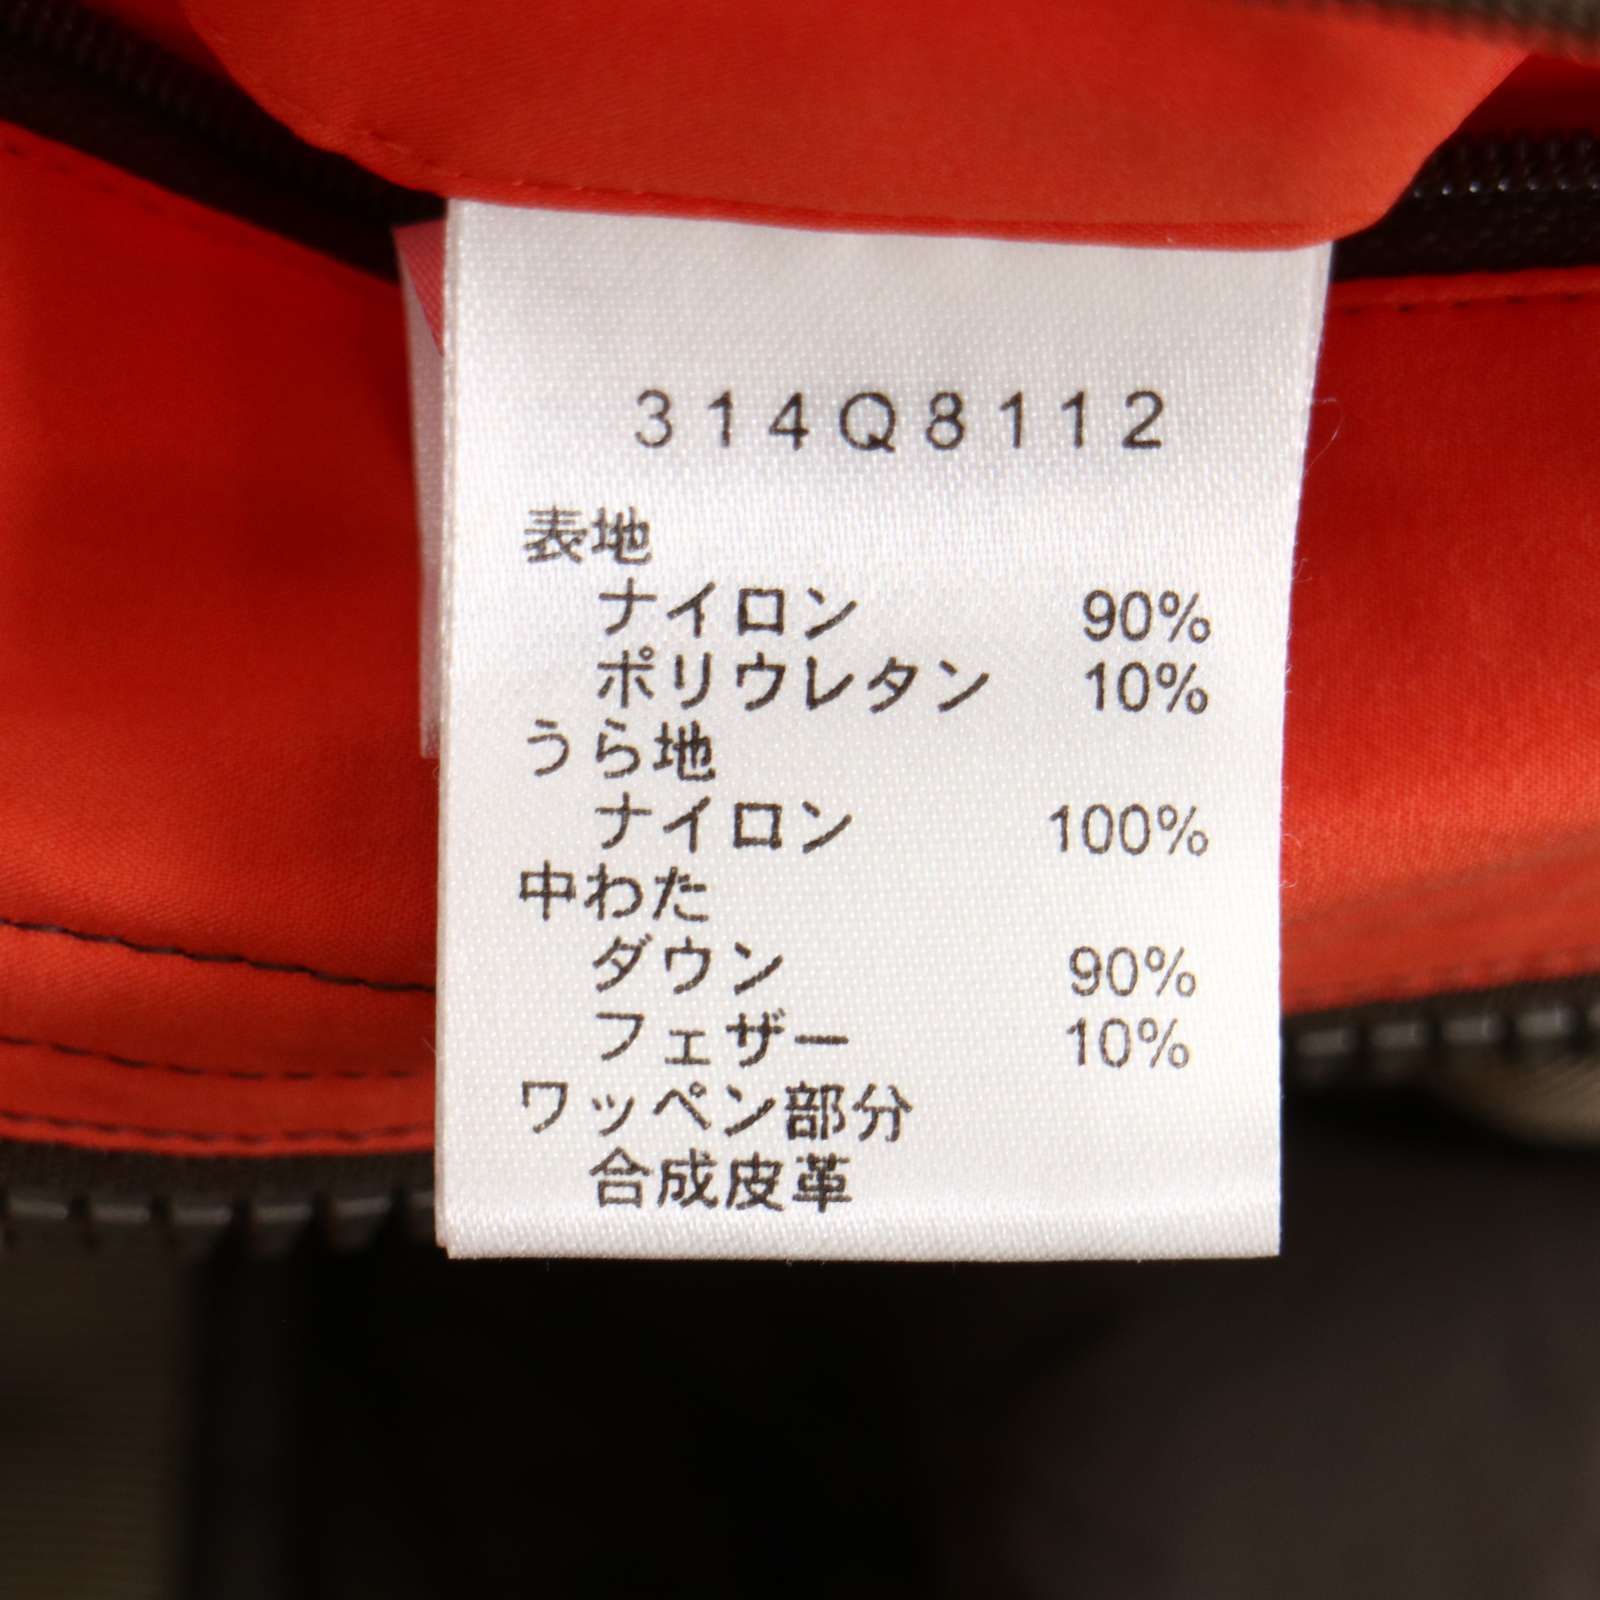 314Q8112
表地
ナイロン 90%
ポリウレタン 10%
うら地
ナイロン 100%
中わた
ダウン 90%
フェザー 10%
ワッペン部分
合成皮革